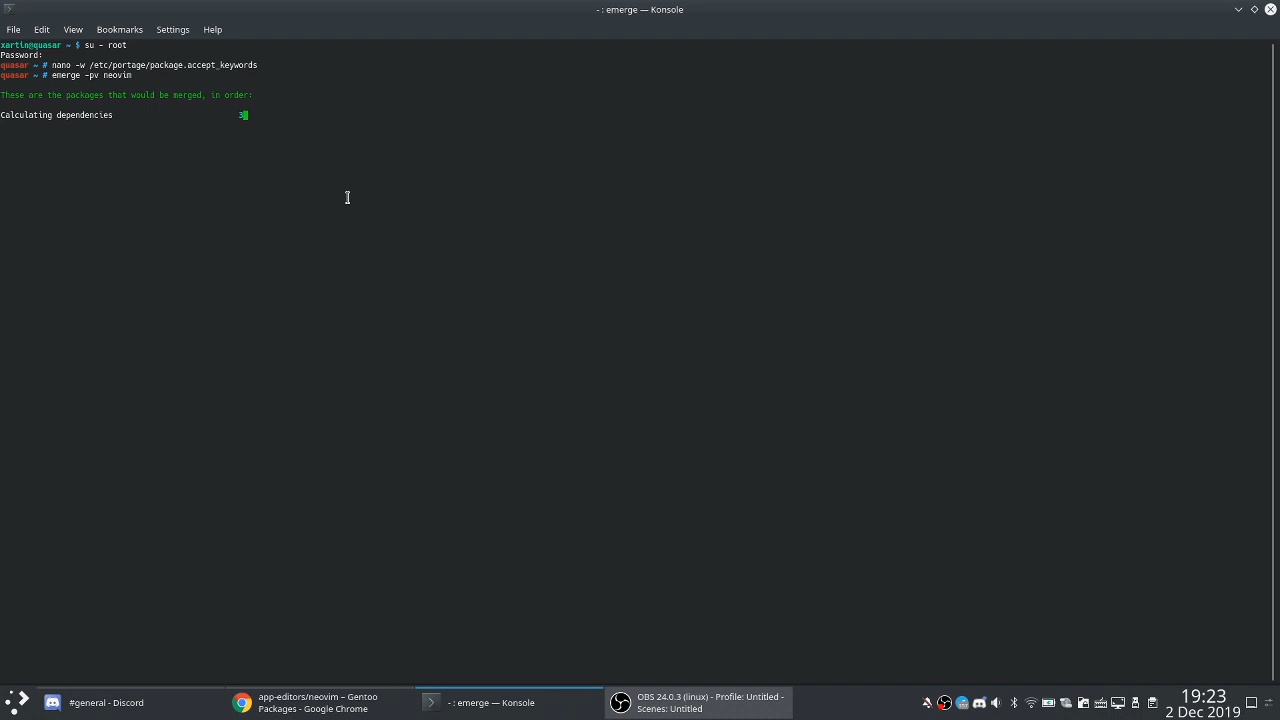 - : emerge — Konsole
File Edit View Bookmarks Settings Help
xartin@quasar ~ $ su - root
Password:
quasar ~ # nano -w /etc/portage/package.accept_keywords
quasar ~ # emerge -pv neovim
These are the packages that would be merged, in order:
Calculating dependencies 3
#general - Discord
app-editors/neovim – Gentoo
Packages - Google Chrome
- : emerge — Konsole
OBS 24.0.3 (linux) - Profile: Untitled -
Scenes: Untitled
19:23
2 Dec 2019